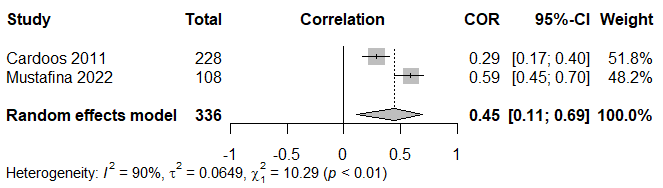 Study Total Correlation COR 95%-CI Weight
Cardoos 2011 228 0.29 [0.17; 0.40] 51.8%
Mustafina 2022 108 0.59 [0.45; 0.70] 48.2%
Random effects model 336 0.45 [0.11; 0.69] 100.0%
-1 -0.5 0 0.5 1
Heterogeneity: I² = 90%, τ² = 0.0649, χ²₁ = 10.29 (p < 0.01)